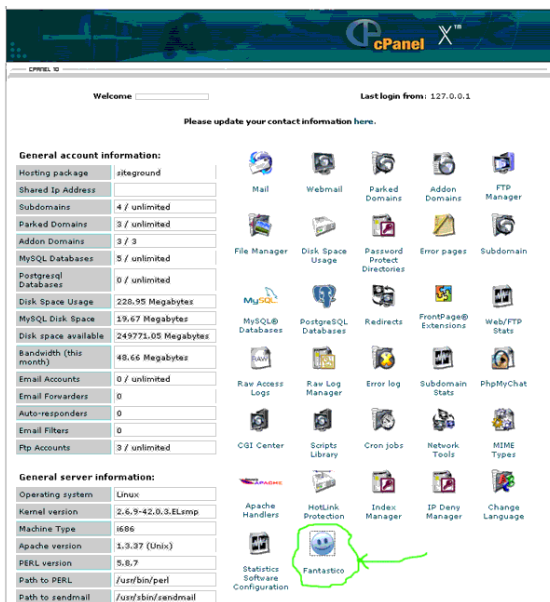 cPanel X™
CPANEL 10
Welcome
Last login from: 127.0.0.1
Please update your contact information here.
General account information:
Hosting package siteground
Shared Ip Address
Subdomains 4 / unlimited
Parked Domains 3 / unlimited
Addon Domains 3 / 3
MySQL Databases 5 / unlimited
Postgresql
Databases 0 / unlimited
Disk Space Usage 228.95 Megabytes
MySQL Disk Space 19.67 Megabytes
Disk space available 249771.05 Megabytes
Bandwidth (this
month) 48.66 Megabytes
Email Accounts 0 / unlimited
Email Forwarders 0
Auto-responders 0
Email Filters 0
Ftp Accounts 3 / unlimited
General server information:
Operating system Linux
Kernel version 2.6.9-42.0.3.ELsmp
Machine Type i686
Apache version 1.3.37 (Unix)
PERL version 5.8.7
Path to PERL /usr/bin/perl
Path to sendmail /usr/sbin/sendmail
Mail Webmail Parked Addon FTP
Domains Domains Manager
File Manager Disk Space Password Error pages Subdomain
Usage Protect
Directories
MySQL
MySQL® PostgreSQL Redirects FrontPage® Web/FTP
Databases Databases Extensions Stats
RAW
Raw Access Raw Log Error log Subdomain PhpMyChat
Logs Manager Stats
CGI Center Scripts Cron jobs Network MIME
Library Tools Types
APACHE
Apache HotLink Index IP Deny Change
Handlers Protection Manager Manager Language
Statistics Fantastico
Software
Configuration